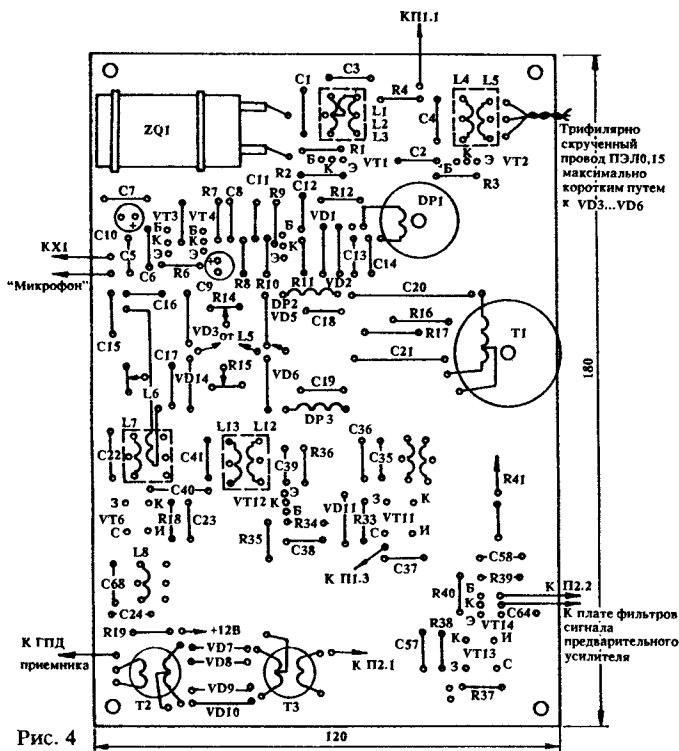 КП1.1
C3
C1
R4
L4 L5
ZQ1
L1
L2
L3
C4
Трифилярно
скрученный
провод ПЭЛ0,15
максимально
коротким путем
к VD3...VD6
R1
Б К Э VT1
C2
Б К Э VT2
R2
R3
C7
R7 C8
C11
R9
C12
R12
DP1
C10
VT3
Б К Э
VT4
Б К Э
VD1
C5
C6
R6
R8
R10
R11
VD2
C13
C14
КХ1
"Микрофон"
C9
DP2
C16
R14
VD5
C20
C15
VD3
от L5
C18
R16
R17
T1
C17
VD14
R15
VD6
C19
C21
L6
DP3
180
L7
L13 L12
C22
C41
C39
R36
C36
C35
R41
C40
VT12
Э К Б
З К
VT6
С И
R18
C23
R35
R34
C38
VD11
R33
З К
VT11
С И
К П1.3
C37
C58
L8
C68
C24
R40
R39
Б К Э
VT14
C64
К П2.2
К плате фильтров
сигнала
предварительного
усилителя
R19
+12В
R38
C57
VT13
И
З С
К ГПД
приемника
VD7
VD8
К П2.1
VD9
VD10
T2
T3
R37
Рис. 4
120